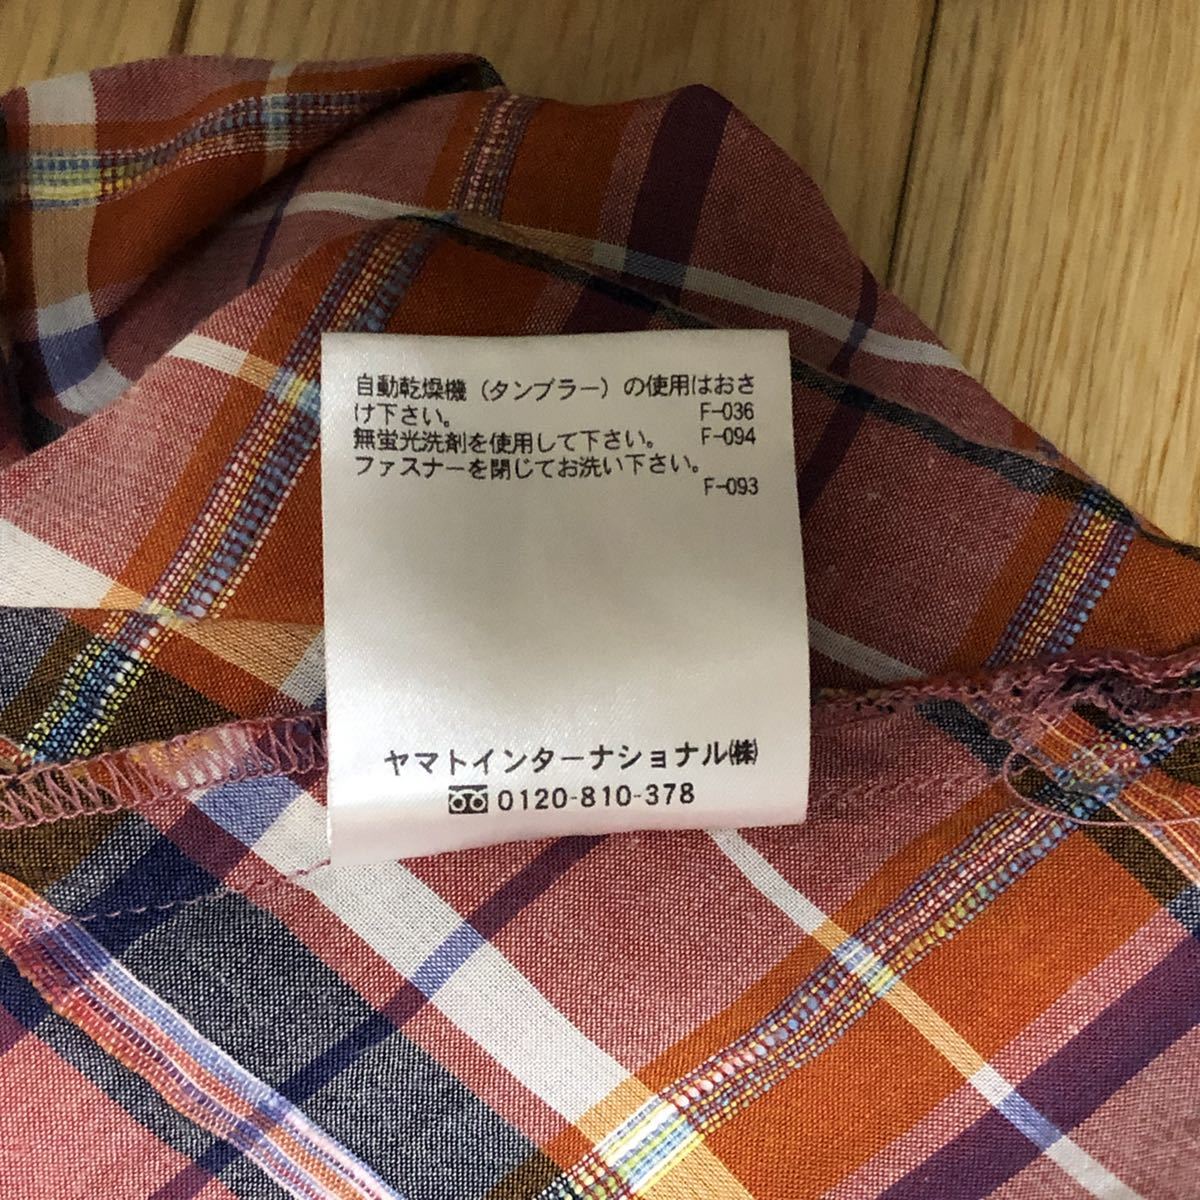 自動乾燥機（タンブラー）の使用はおさ
け下さい。 F-036
無蛍光洗剤を使用して下さい。 F-094
ファスナーを閉じてお洗い下さい。
F-093
ヤマトインターナショナル㈱
0120-810-378